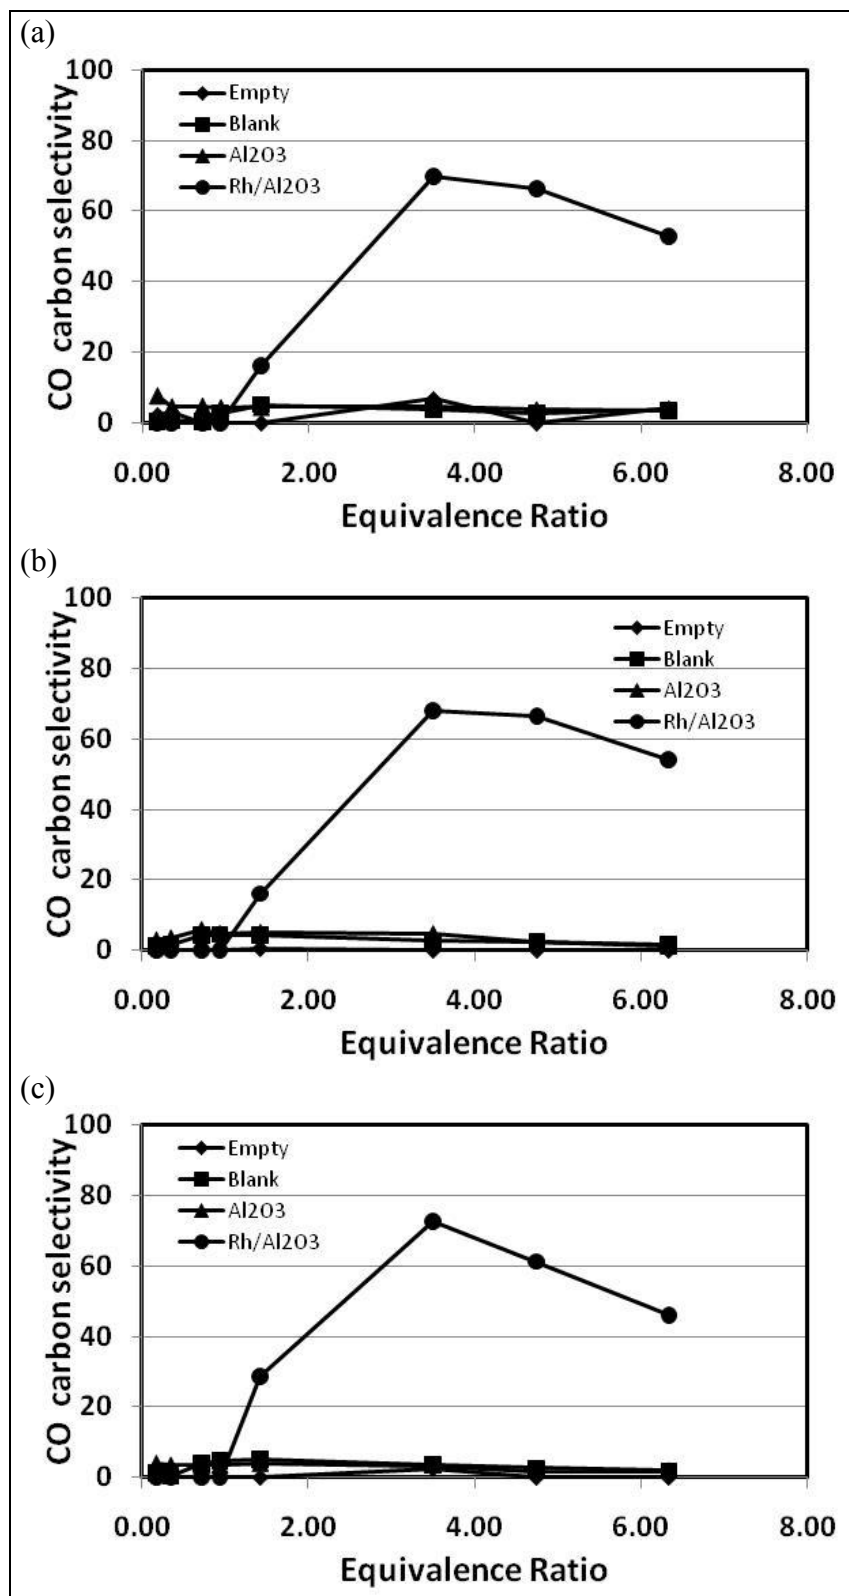 (a)
CO carbon selectivity
100
80
60
40
20
0
Empty
Blank
Al2O3
Rh/Al2O3
0.00 2.00 4.00 6.00 8.00
Equivalence Ratio
(b)
CO carbon selectivity
100
80
60
40
20
0
Empty
Blank
Al2O3
Rh/Al2O3
0.00 2.00 4.00 6.00 8.00
Equivalence Ratio
(c)
CO carbon selectivity
100
80
60
40
20
0
Empty
Blank
Al2O3
Rh/Al2O3
0.00 2.00 4.00 6.00 8.00
Equivalence Ratio